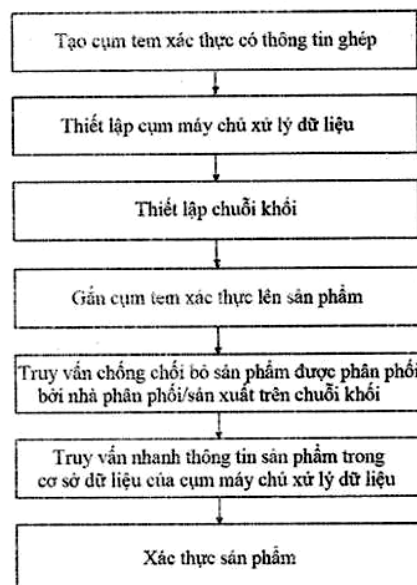 Tạo cụm tem xác thực có thông tin ghép
Thiết lập cụm máy chủ xử lý dữ liệu
Thiết lập chuỗi khối
Gắn cụm tem xác thực lên sản phẩm
Truy vấn chống chối bỏ sản phẩm được phân phối
bởi nhà phân phối/sản xuất trên chuỗi khối
Truy vấn nhanh thông tin sản phẩm trong
cơ sở dữ liệu của cụm máy chủ xử lý dữ liệu
Xác thực sản phẩm